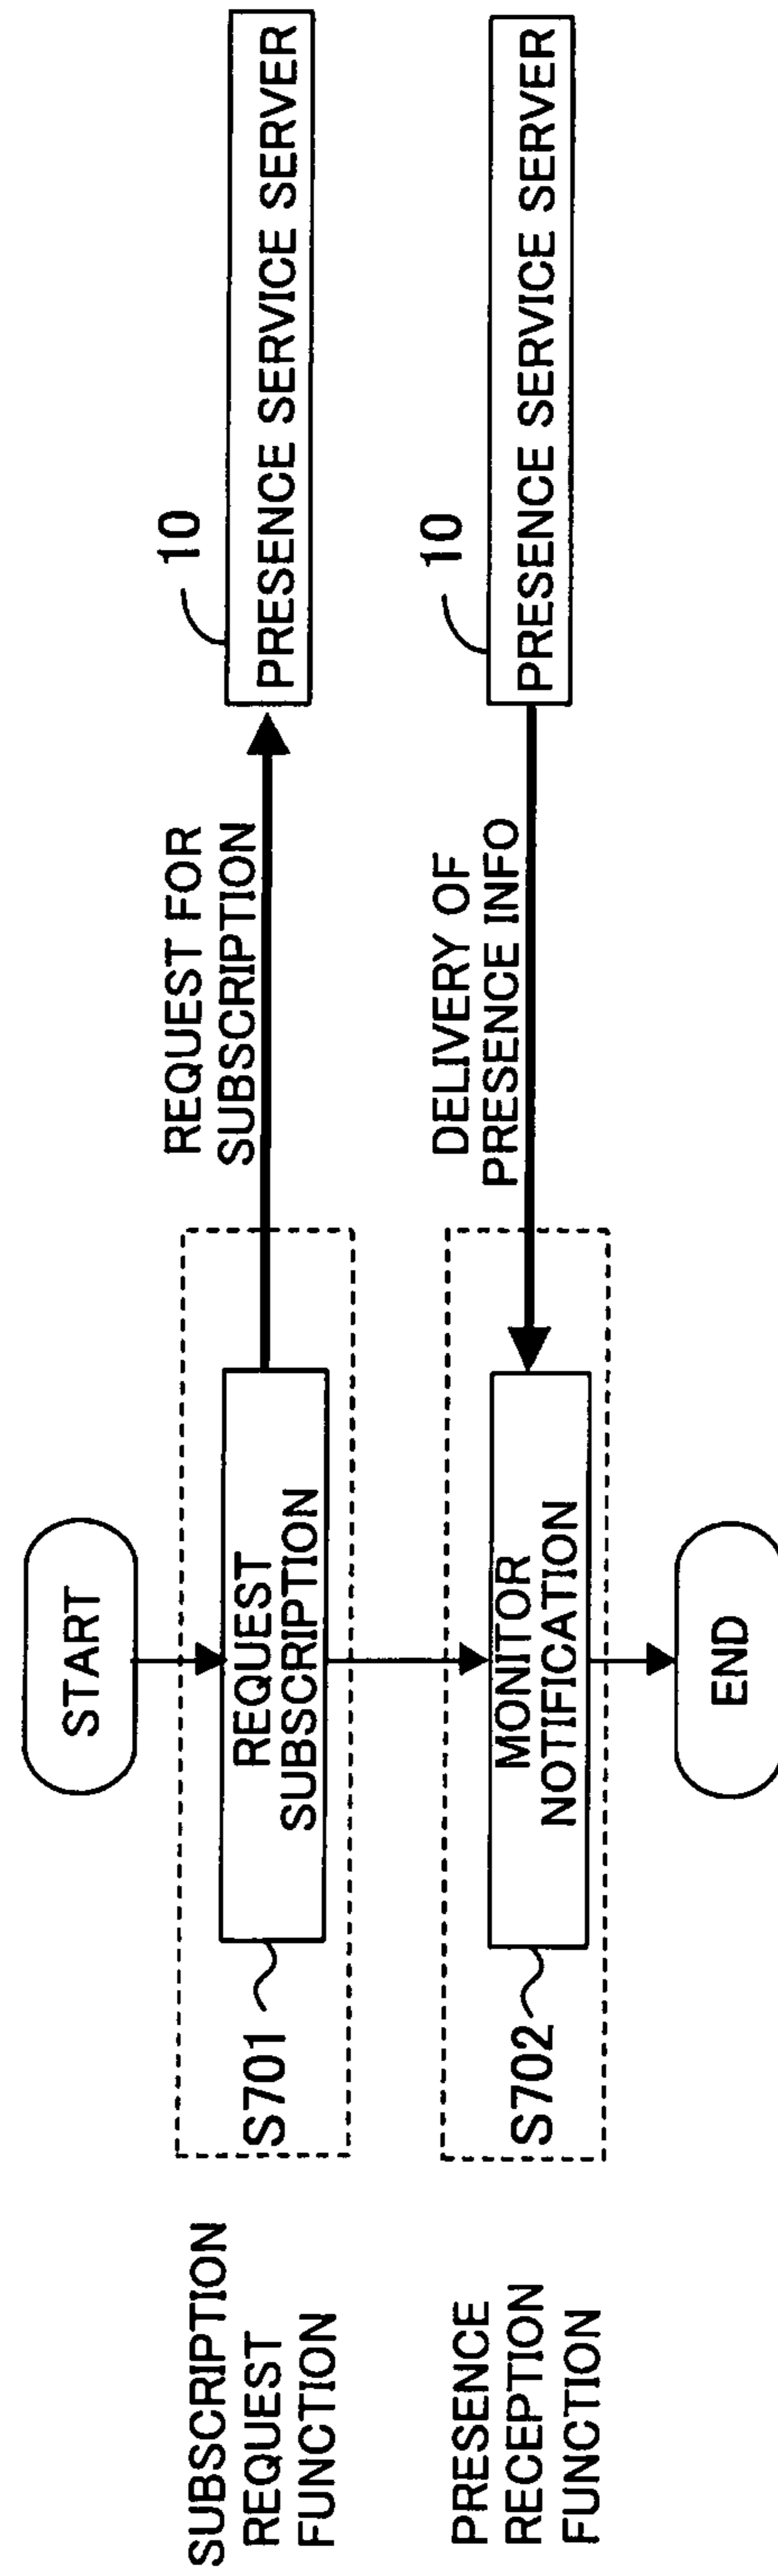 START
SUBSCRIPTION
REQUEST
FUNCTION
S701
REQUEST
SUBSCRIPTION
REQUEST FOR
SUBSCRIPTION
10
PRESENCE SERVICE SERVER
PRESENCE
RECEPTION
FUNCTION
S702
MONITOR
NOTIFICATION
DELIVERY OF
PRESENCE INFO
10
PRESENCE SERVICE SERVER
END